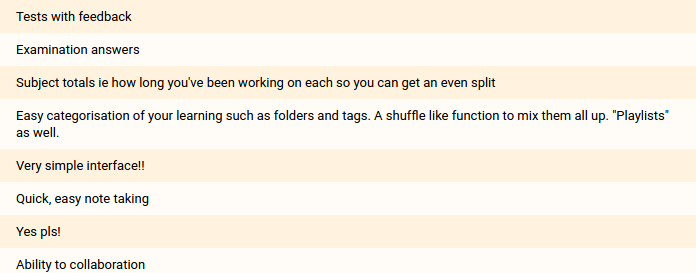 Tests with feedback
Examination answers
Subject totals ie how long you've been working on each so you can get an even split
Easy categorisation of your learning such as folders and tags. A shuffle like function to mix them all up. "Playlists"
as well.
Very simple interface!!
Quick, easy note taking
Yes pls!
Ability to collaboration